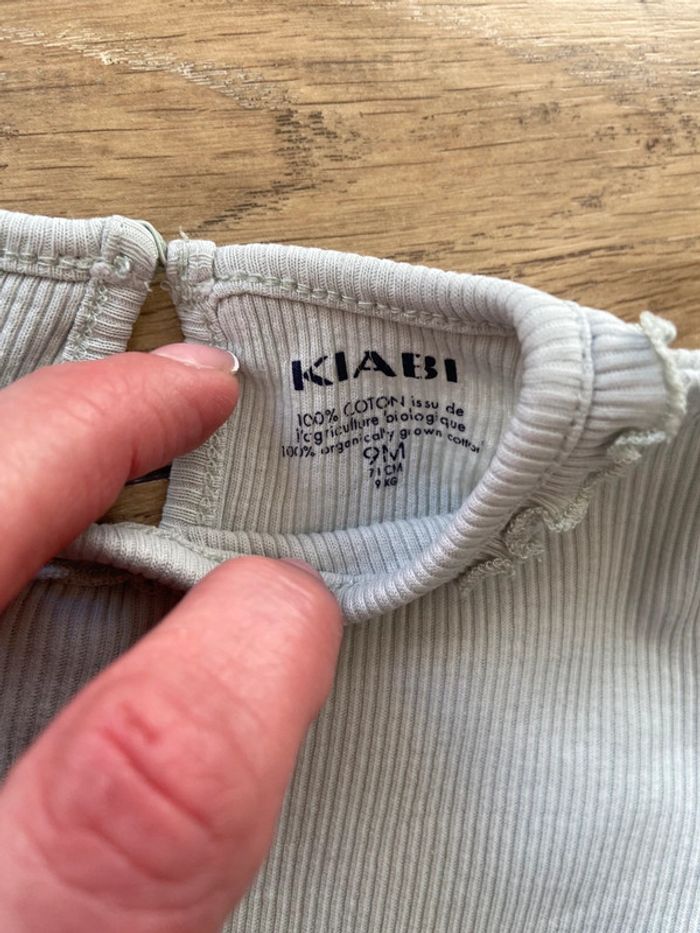 KIABI
100% COTON issu de
l'agriculture biologique
100% organically grown cotton
9M
71 CM
9 KG